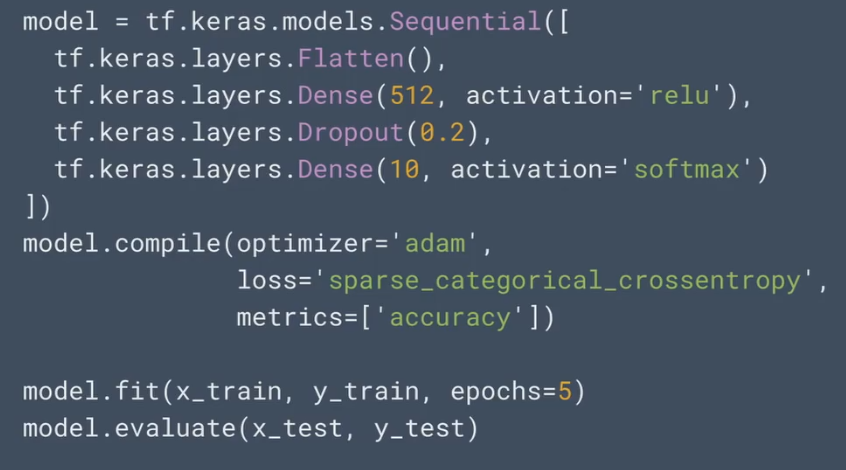 model = tf.keras.models.Sequential([
  tf.keras.layers.Flatten(),
  tf.keras.layers.Dense(512, activation='relu'),
  tf.keras.layers.Dropout(0.2),
  tf.keras.layers.Dense(10, activation='softmax')
])
model.compile(optimizer='adam',
              loss='sparse_categorical_crossentropy',
              metrics=['accuracy'])

model.fit(x_train, y_train, epochs=5)
model.evaluate(x_test, y_test)